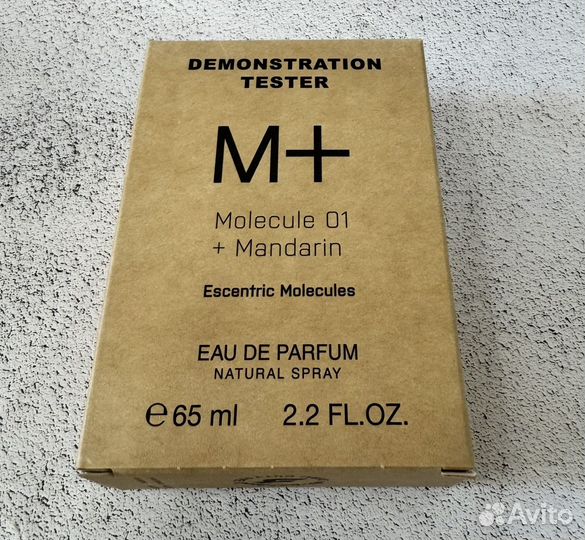 DEMONSTRATION
TESTER
M+
Molecule 01
+ Mandarin
Escentric Molecules
EAU DE PARFUM
NATURAL SPRAY
℮65 ml 2.2 FL.OZ.
Avito